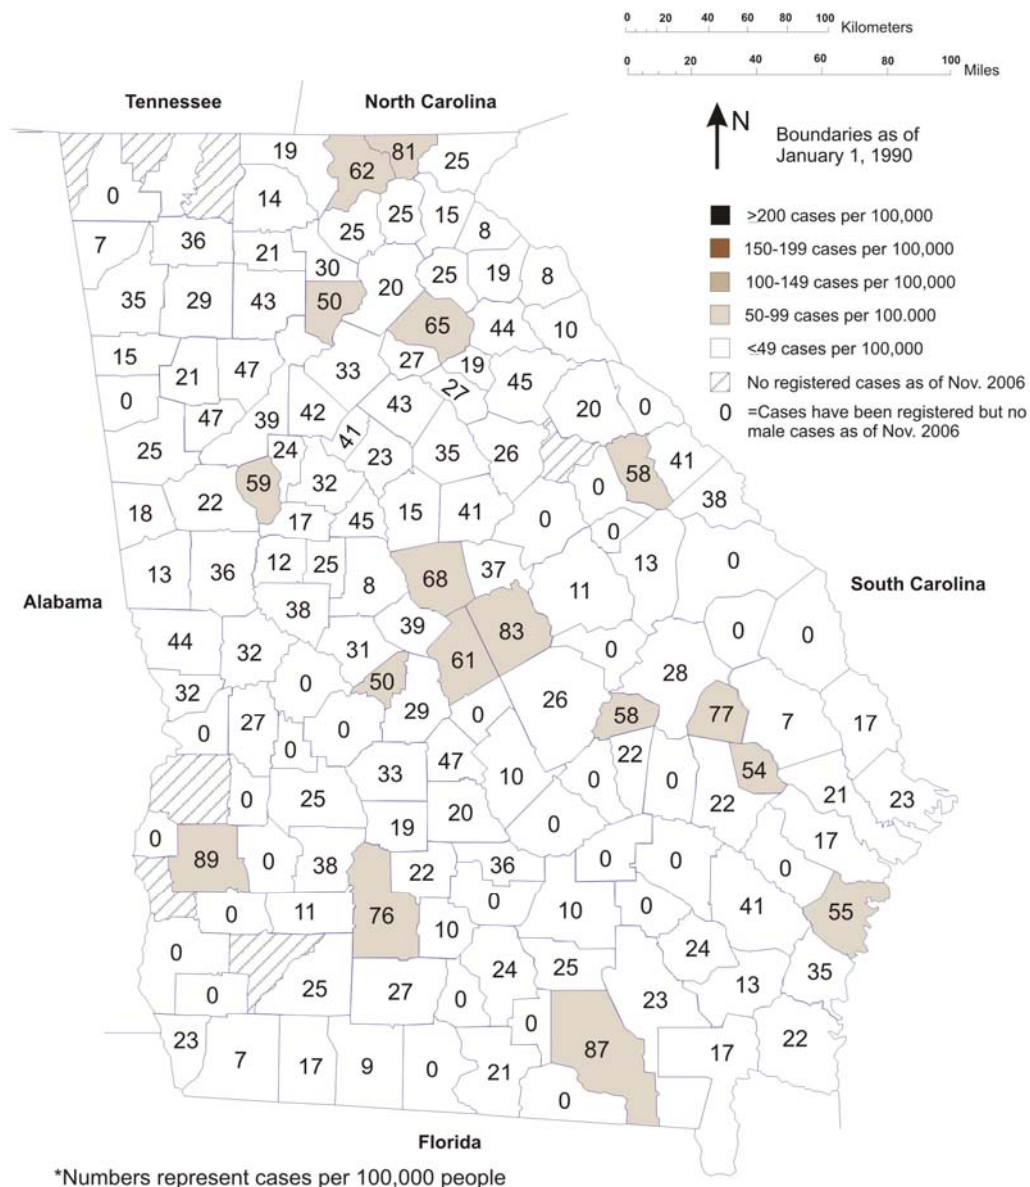 0 20 40 60 80 100 Kilometers
0 20 40 60 80 100 Miles
Tennessee North Carolina
N
Boundaries as of
January 1, 1990
≥200 cases per 100,000
150-199 cases per 100,000
100-149 cases per 100,000
50-99 cases per 100.000
≤49 cases per 100,000
No registered cases as of Nov. 2006
0 =Cases have been registered but no
male cases as of Nov. 2006
19 62 81 25
0 14
25 25 15 8
7 36 21 30 20 25 19 8
35 29 43 50 65 44 10
15 21 47 33 27 19 27 45
0 47 39 42 43 20 0
25 24 41 23 35 26 58 41
59 32 0 38
18 22 17 45 15 41 0 0
13 36 12 25 8 68 37 11 13 0
Alabama
South Carolina
38 39 83 0 0
44 32 31 61 0 28
32 0 50 29 0 26 58 77 7 17
0 27 0 0
33 47 10 0 22 0 54
0 25 22 21 23
19 20 0 17
0 89 0 38 22 36 0 0 0
0 11 76 10 0 10 0 41 55
0 24
0 25 27 0 24 25 23 13 35
23 7 17 9 0 21 0 87 17 22
0
Florida
*Numbers represent cases per 100,000 people